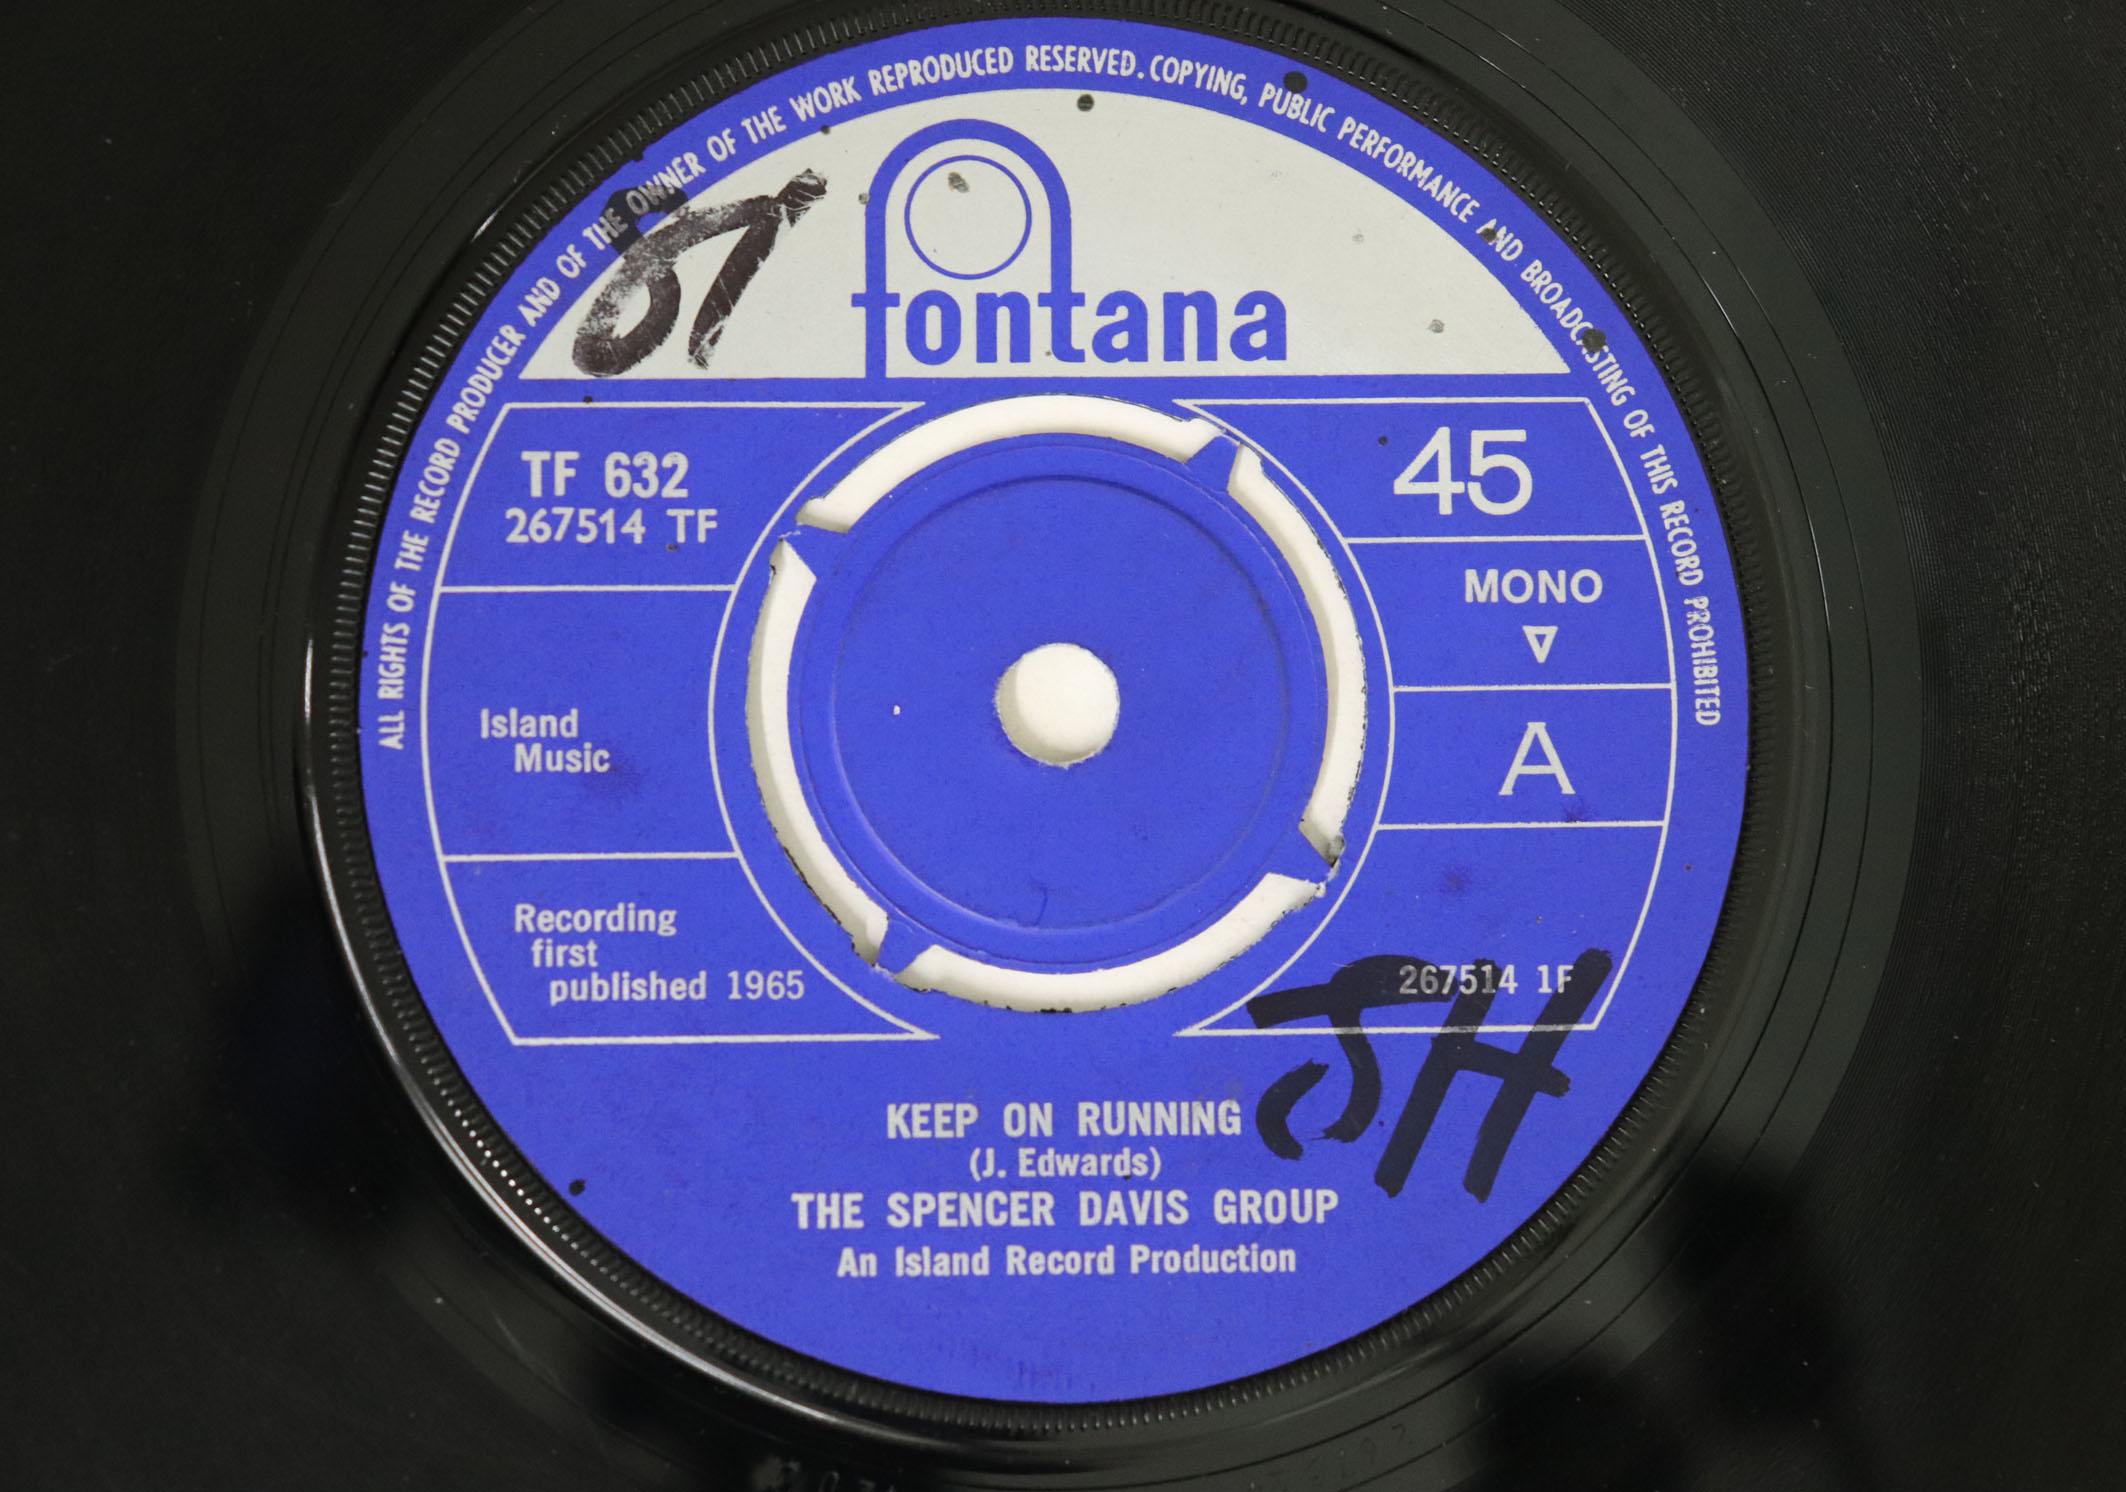 ALL RIGHTS OF THE RECORD PRODUCER AND OF THE OWNER OF THE WORK REPRODUCED RESERVED. COPYING, PUBLIC PERFORMANCE AND BROADCASTING OF THIS RECORD PROHIBITED
fontana
TF 632
267514 TF
45
MONO
▽
A
Island
Music
Recording
first
published 1965
267514 1F
JH
KEEP ON RUNNING
(J. Edwards)
THE SPENCER DAVIS GROUP
An Island Record Production